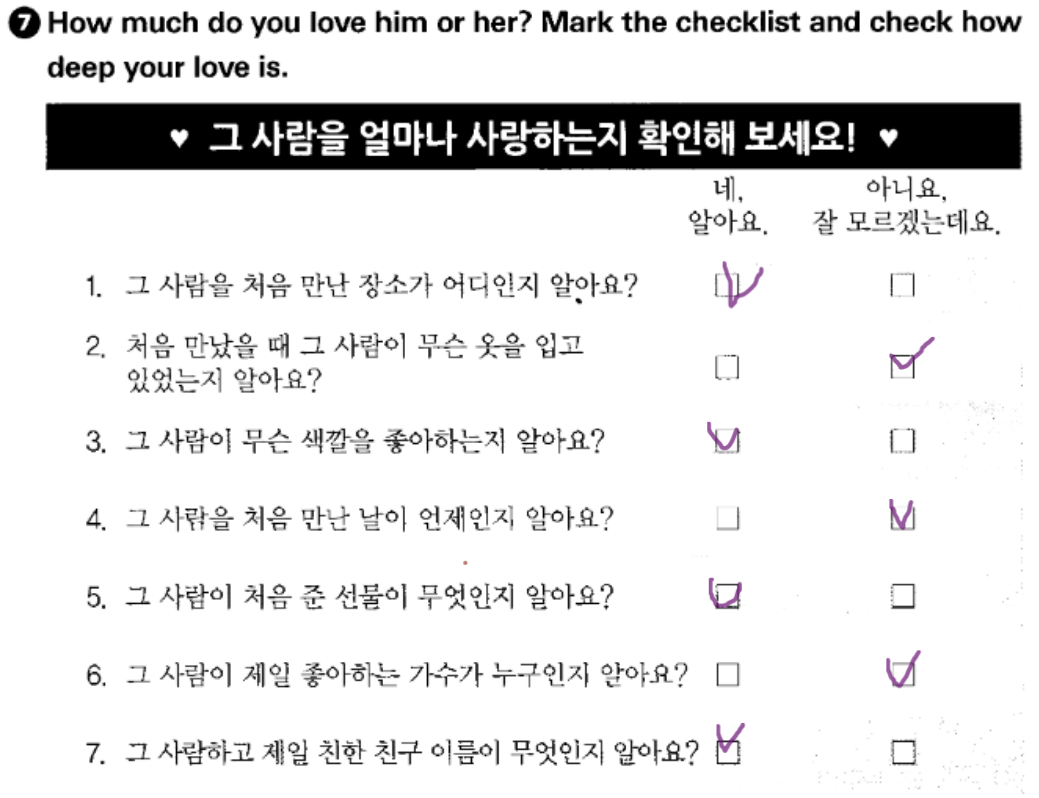 7 How much do you love him or her? Mark the checklist and check how
deep your love is.
♥ 그 사람을 얼마나 사랑하는지 확인해 보세요! ♥
네, 아니요,
알아요. 잘 모르겠는데요.
1. 그 사람을 처음 만난 장소가 어디인지 알아요?
2. 처음 만났을 때 그 사람이 무슨 옷을 입고
있었는지 알아요?
3. 그 사람이 무슨 색깔을 좋아하는지 알아요?
4. 그 사람을 처음 만난 날이 언제인지 알아요?
5. 그 사람이 처음 준 선물이 무엇인지 알아요?
6. 그 사람이 제일 좋아하는 가수가 누구인지 알아요?
7. 그 사람하고 제일 친한 친구 이름이 무엇인지 알아요?